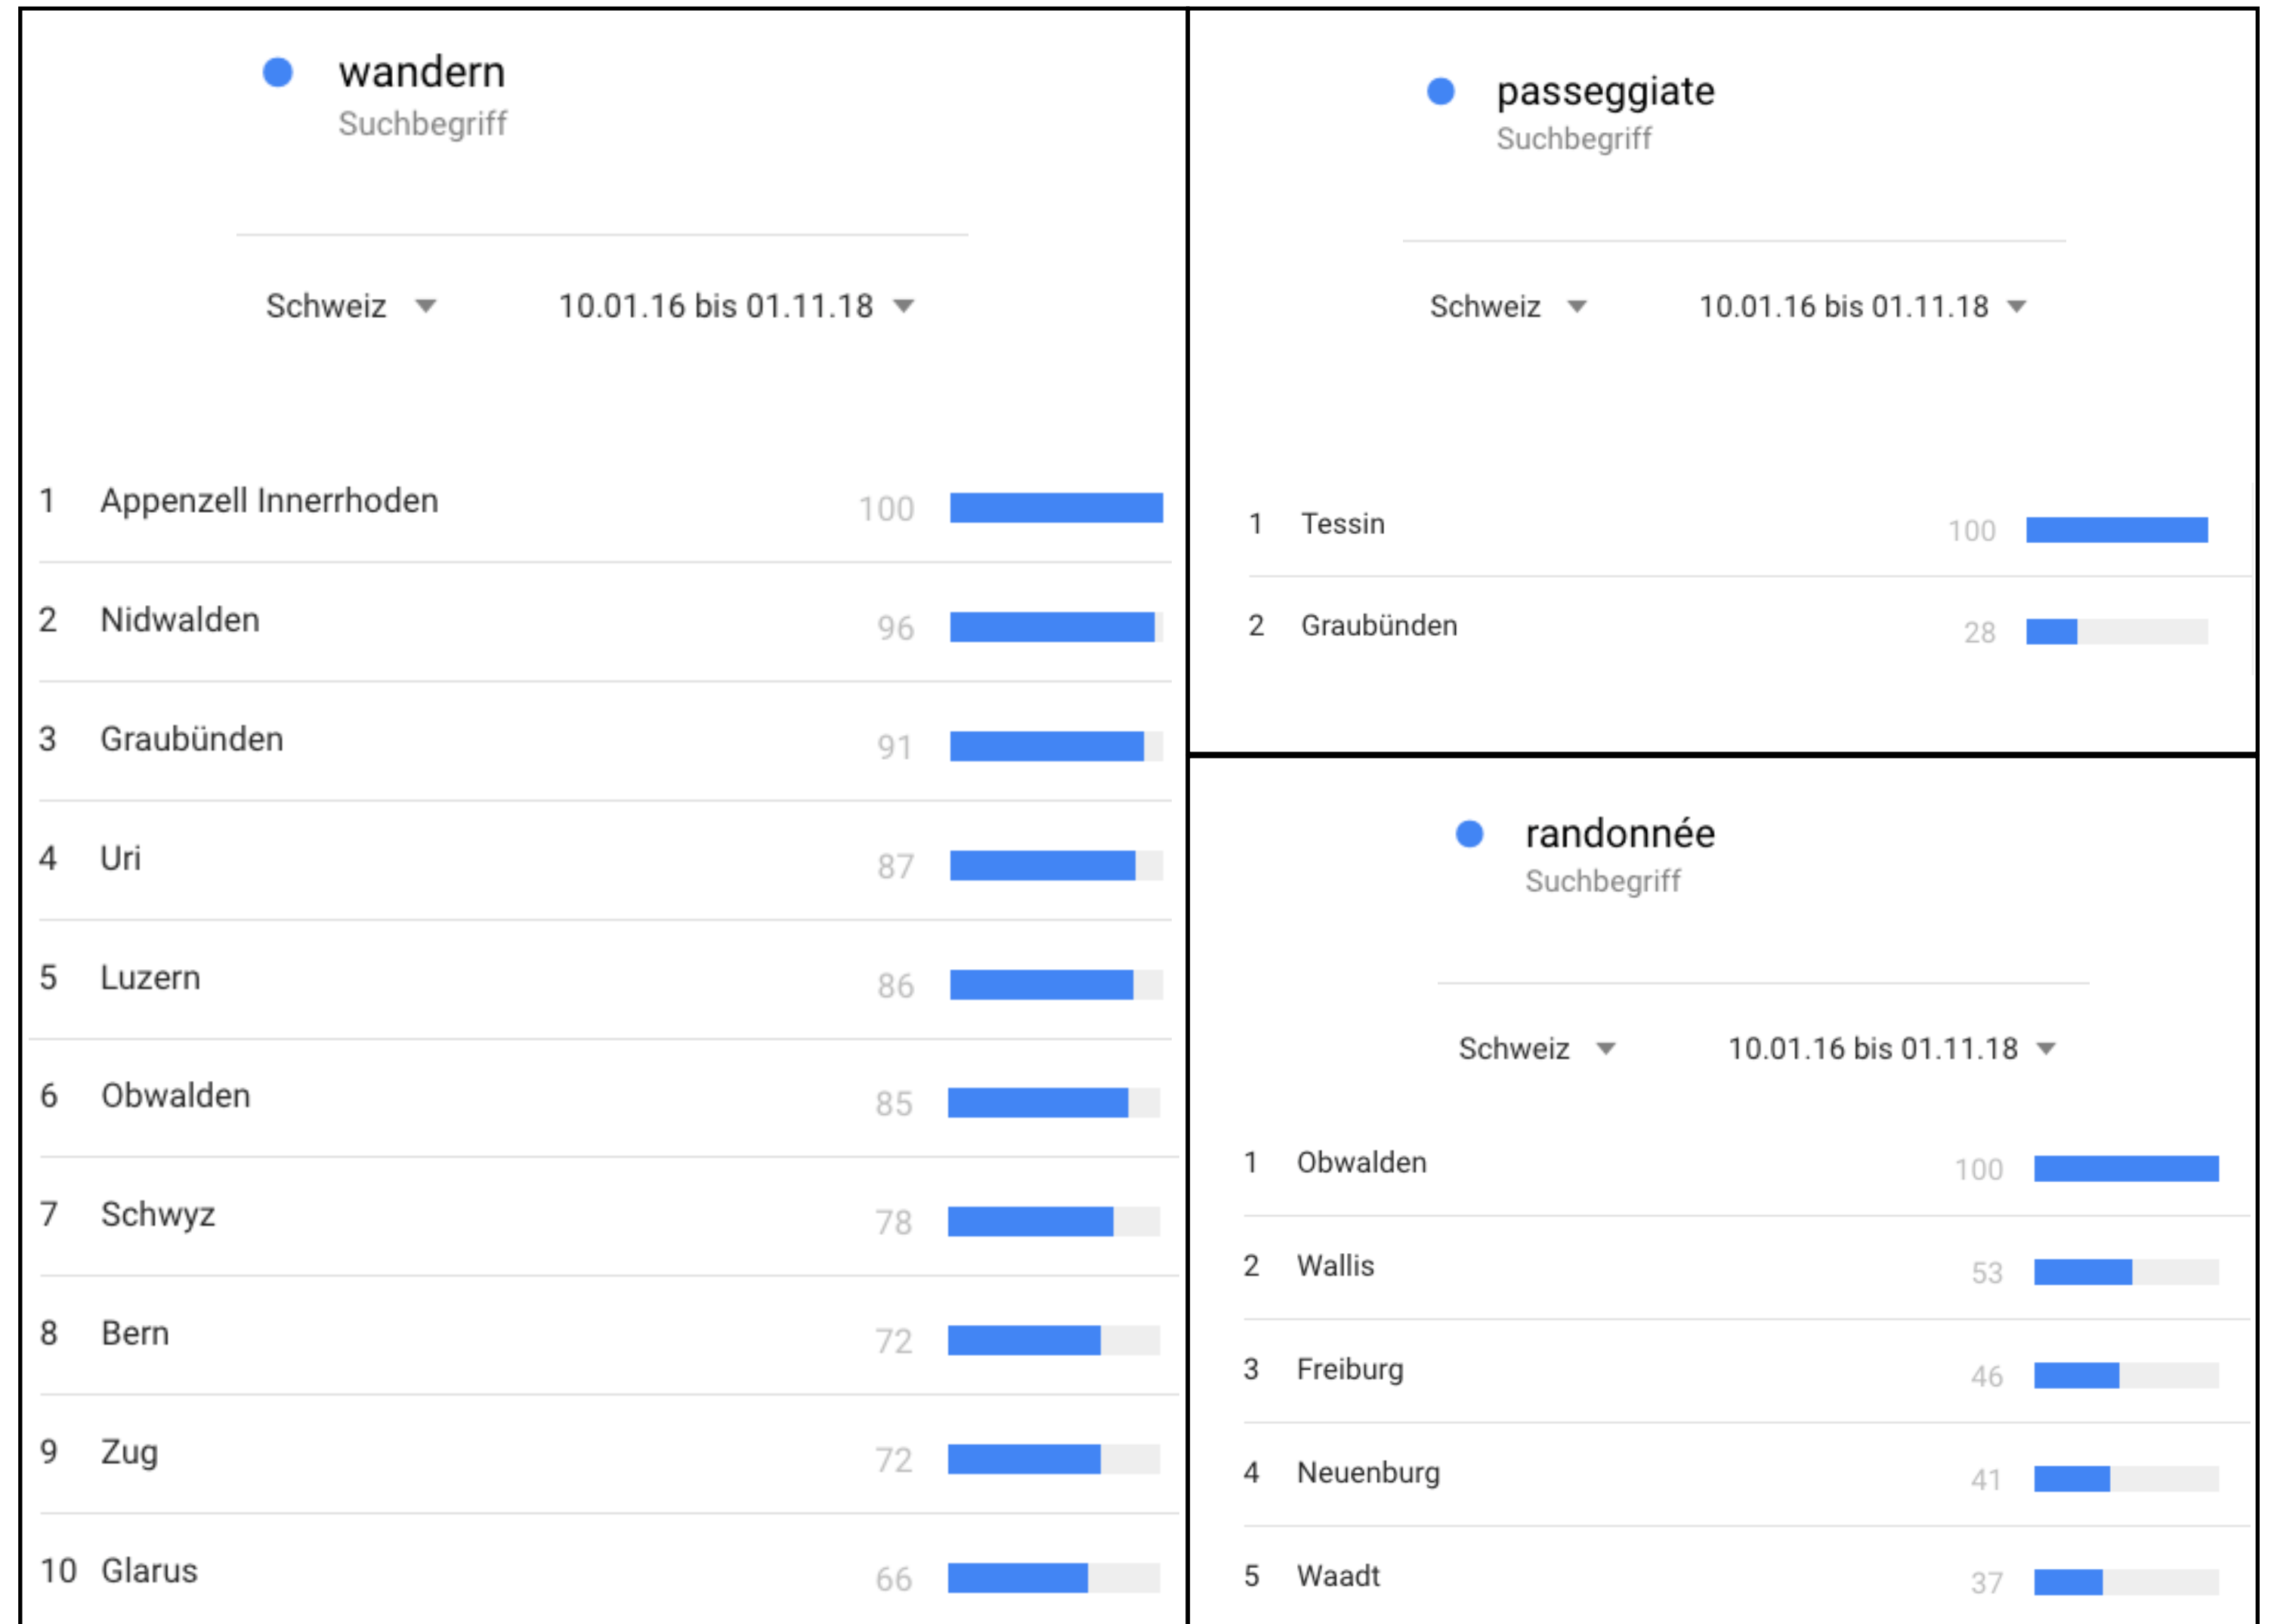 wandern
Suchbegriff
Schweiz 10.01.16 bis 01.11.18
1 Appenzell Innerrhoden 100
2 Nidwalden 96
3 Graubünden 91
4 Uri 87
5 Luzern 86
6 Obwalden 85
7 Schwyz 78
8 Bern 72
9 Zug 72
10 Glarus 66
passeggiate
Suchbegriff
Schweiz 10.01.16 bis 01.11.18
1 Tessin 100
2 Graubünden 28
randonnée
Suchbegriff
Schweiz 10.01.16 bis 01.11.18
1 Obwalden 100
2 Wallis 53
3 Freiburg 46
4 Neuenburg 41
5 Waadt 37